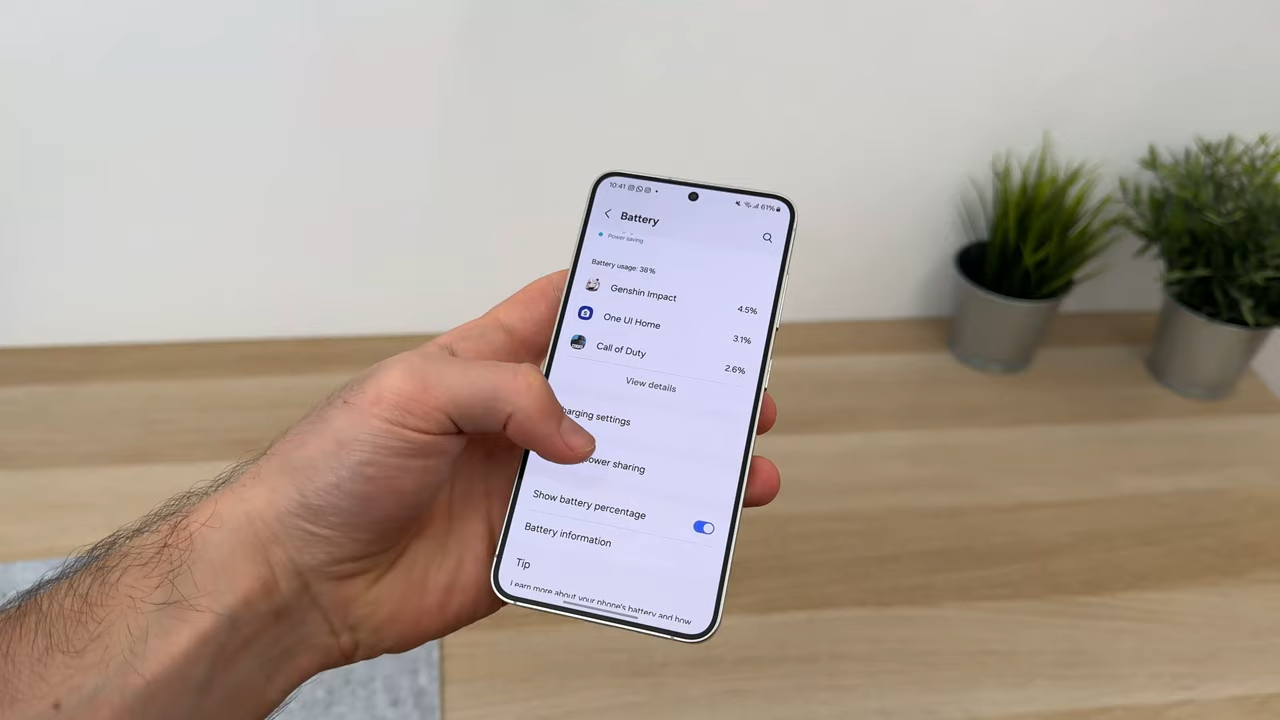 10:41 61%
Battery
Power saving
Battery usage: 38%
Genshin Impact 4.5%
One UI Home 3.1%
Call of Duty 2.6%
View details
harging settings
ower sharing
Show battery percentage
Battery information
Tip
Learn more about your phone's battery and how